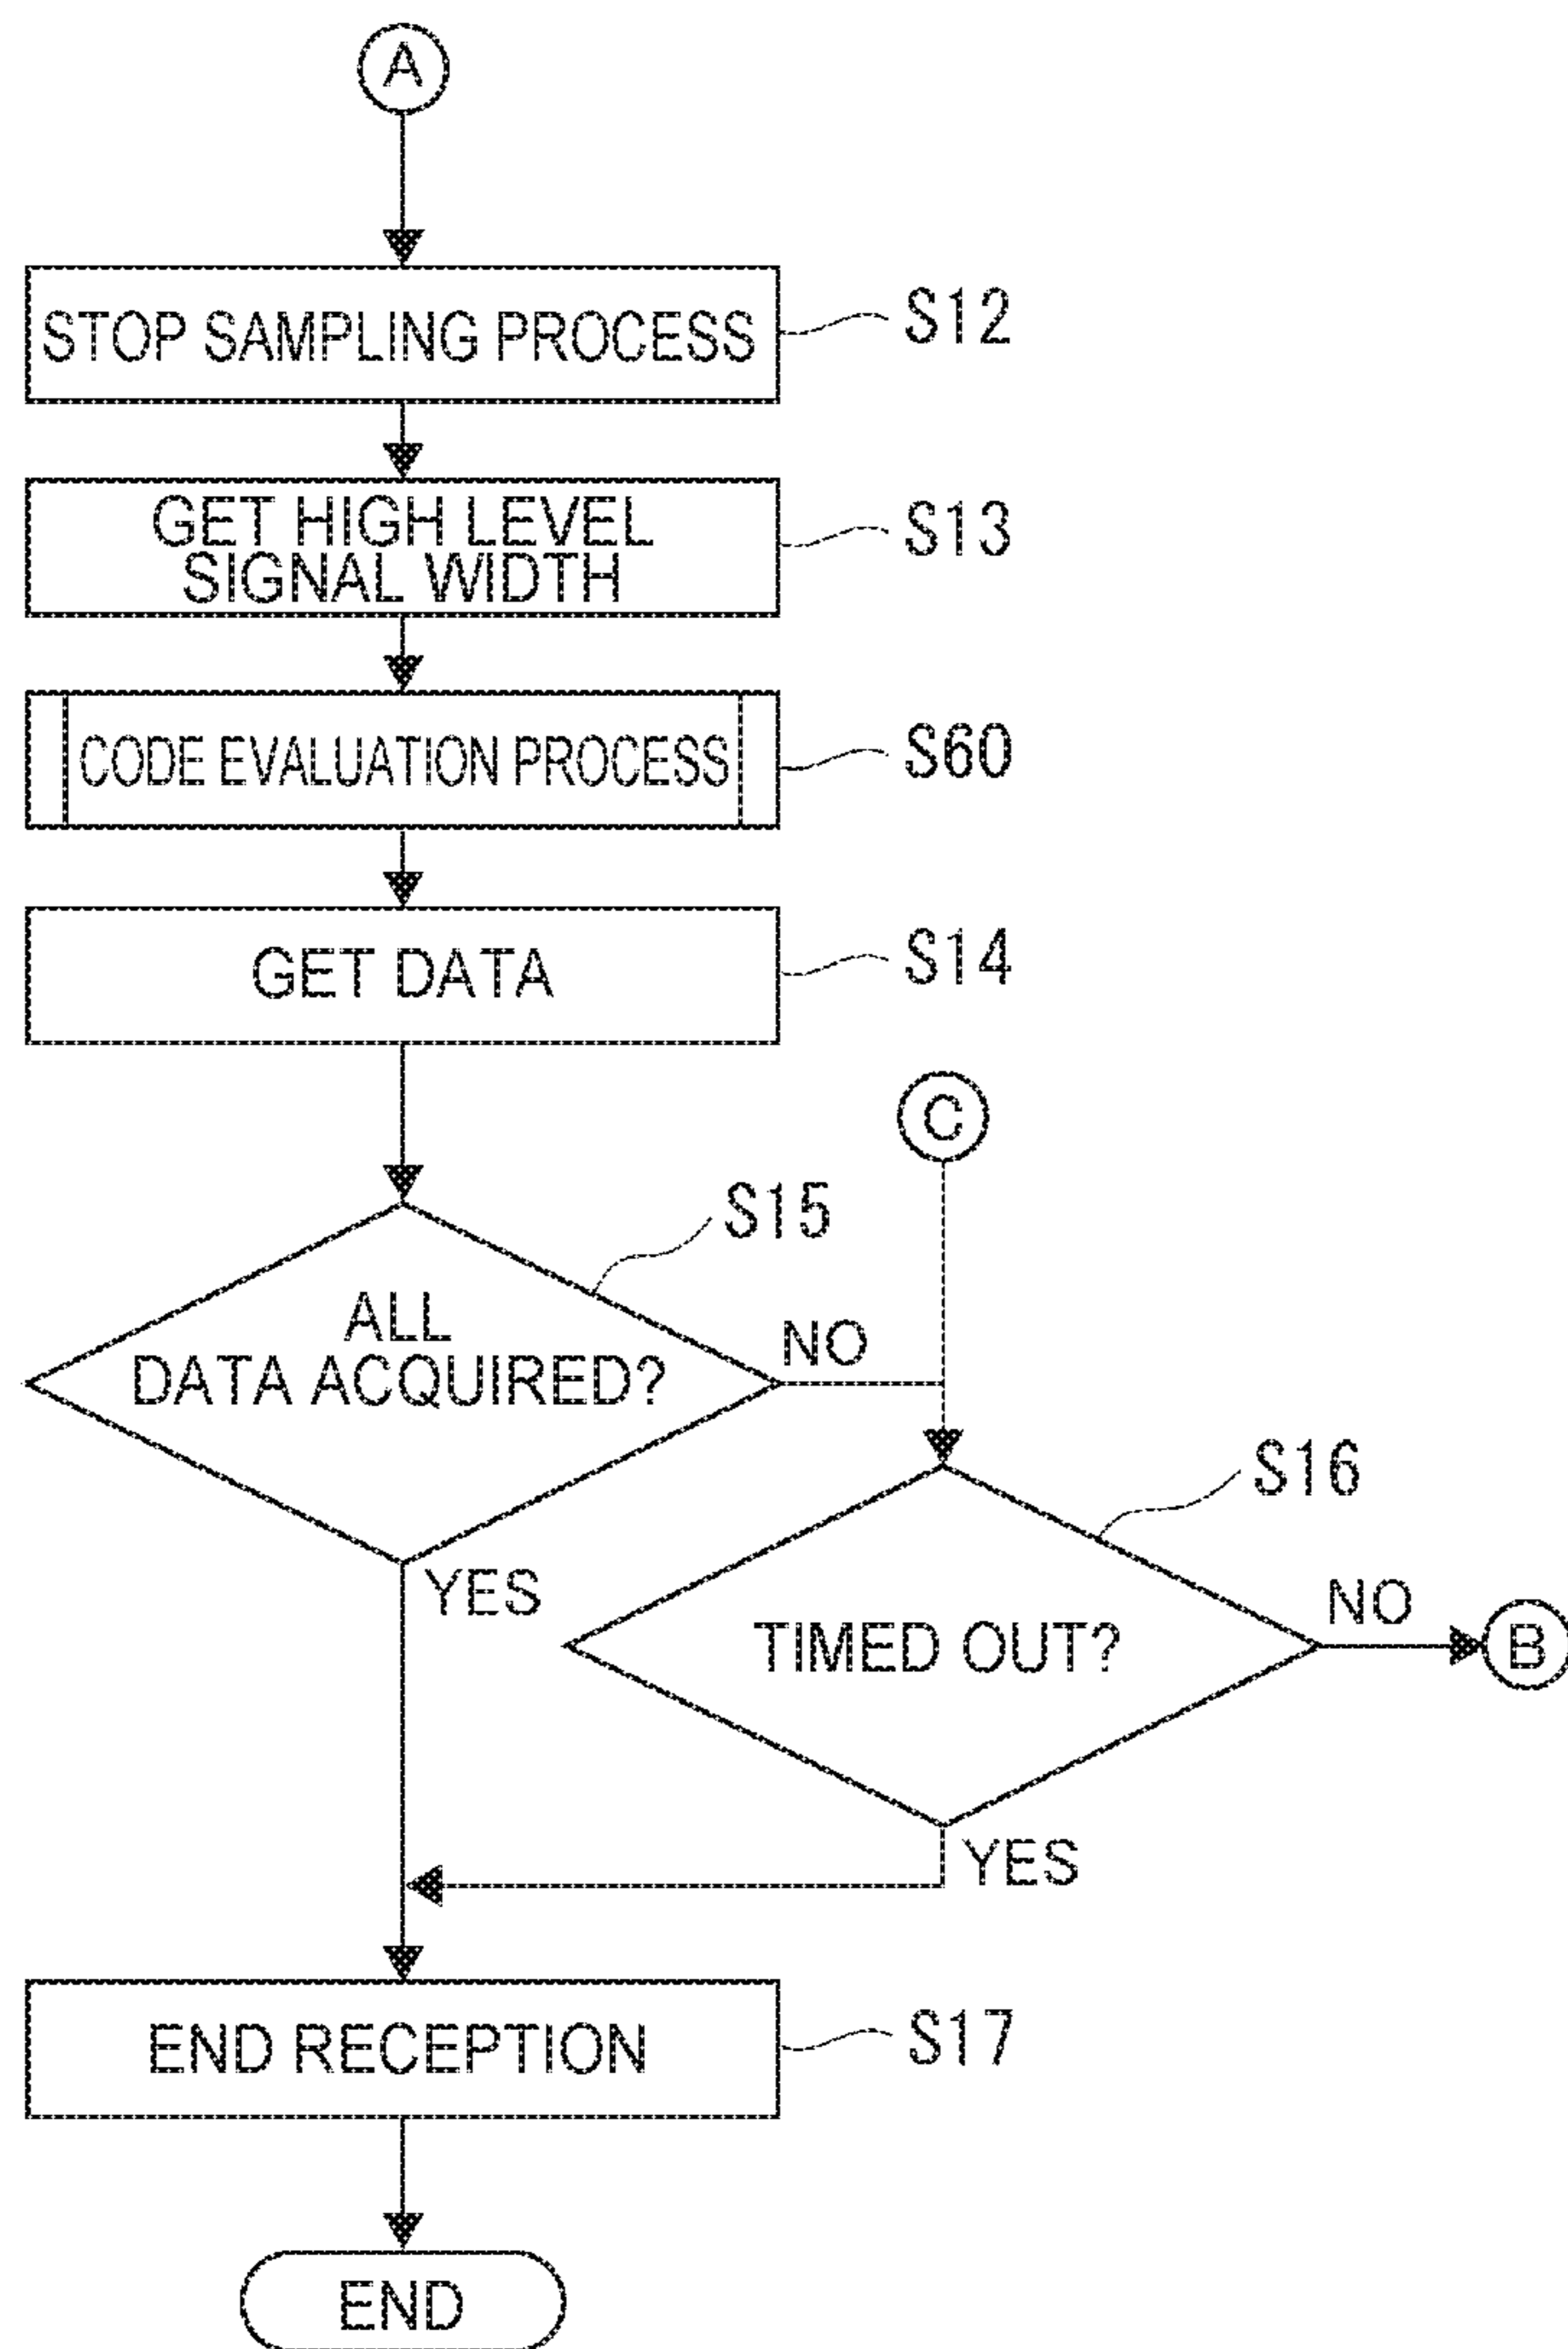 A
STOP SAMPLING PROCESS
S12
GET HIGH LEVEL
SIGNAL WIDTH
S13
CODE EVALUATION PROCESS
S60
GET DATA
S14
C
S15
ALL
DATA ACQUIRED?
NO
S16
YES
TIMED OUT?
NO
B
YES
END RECEPTION
S17
END